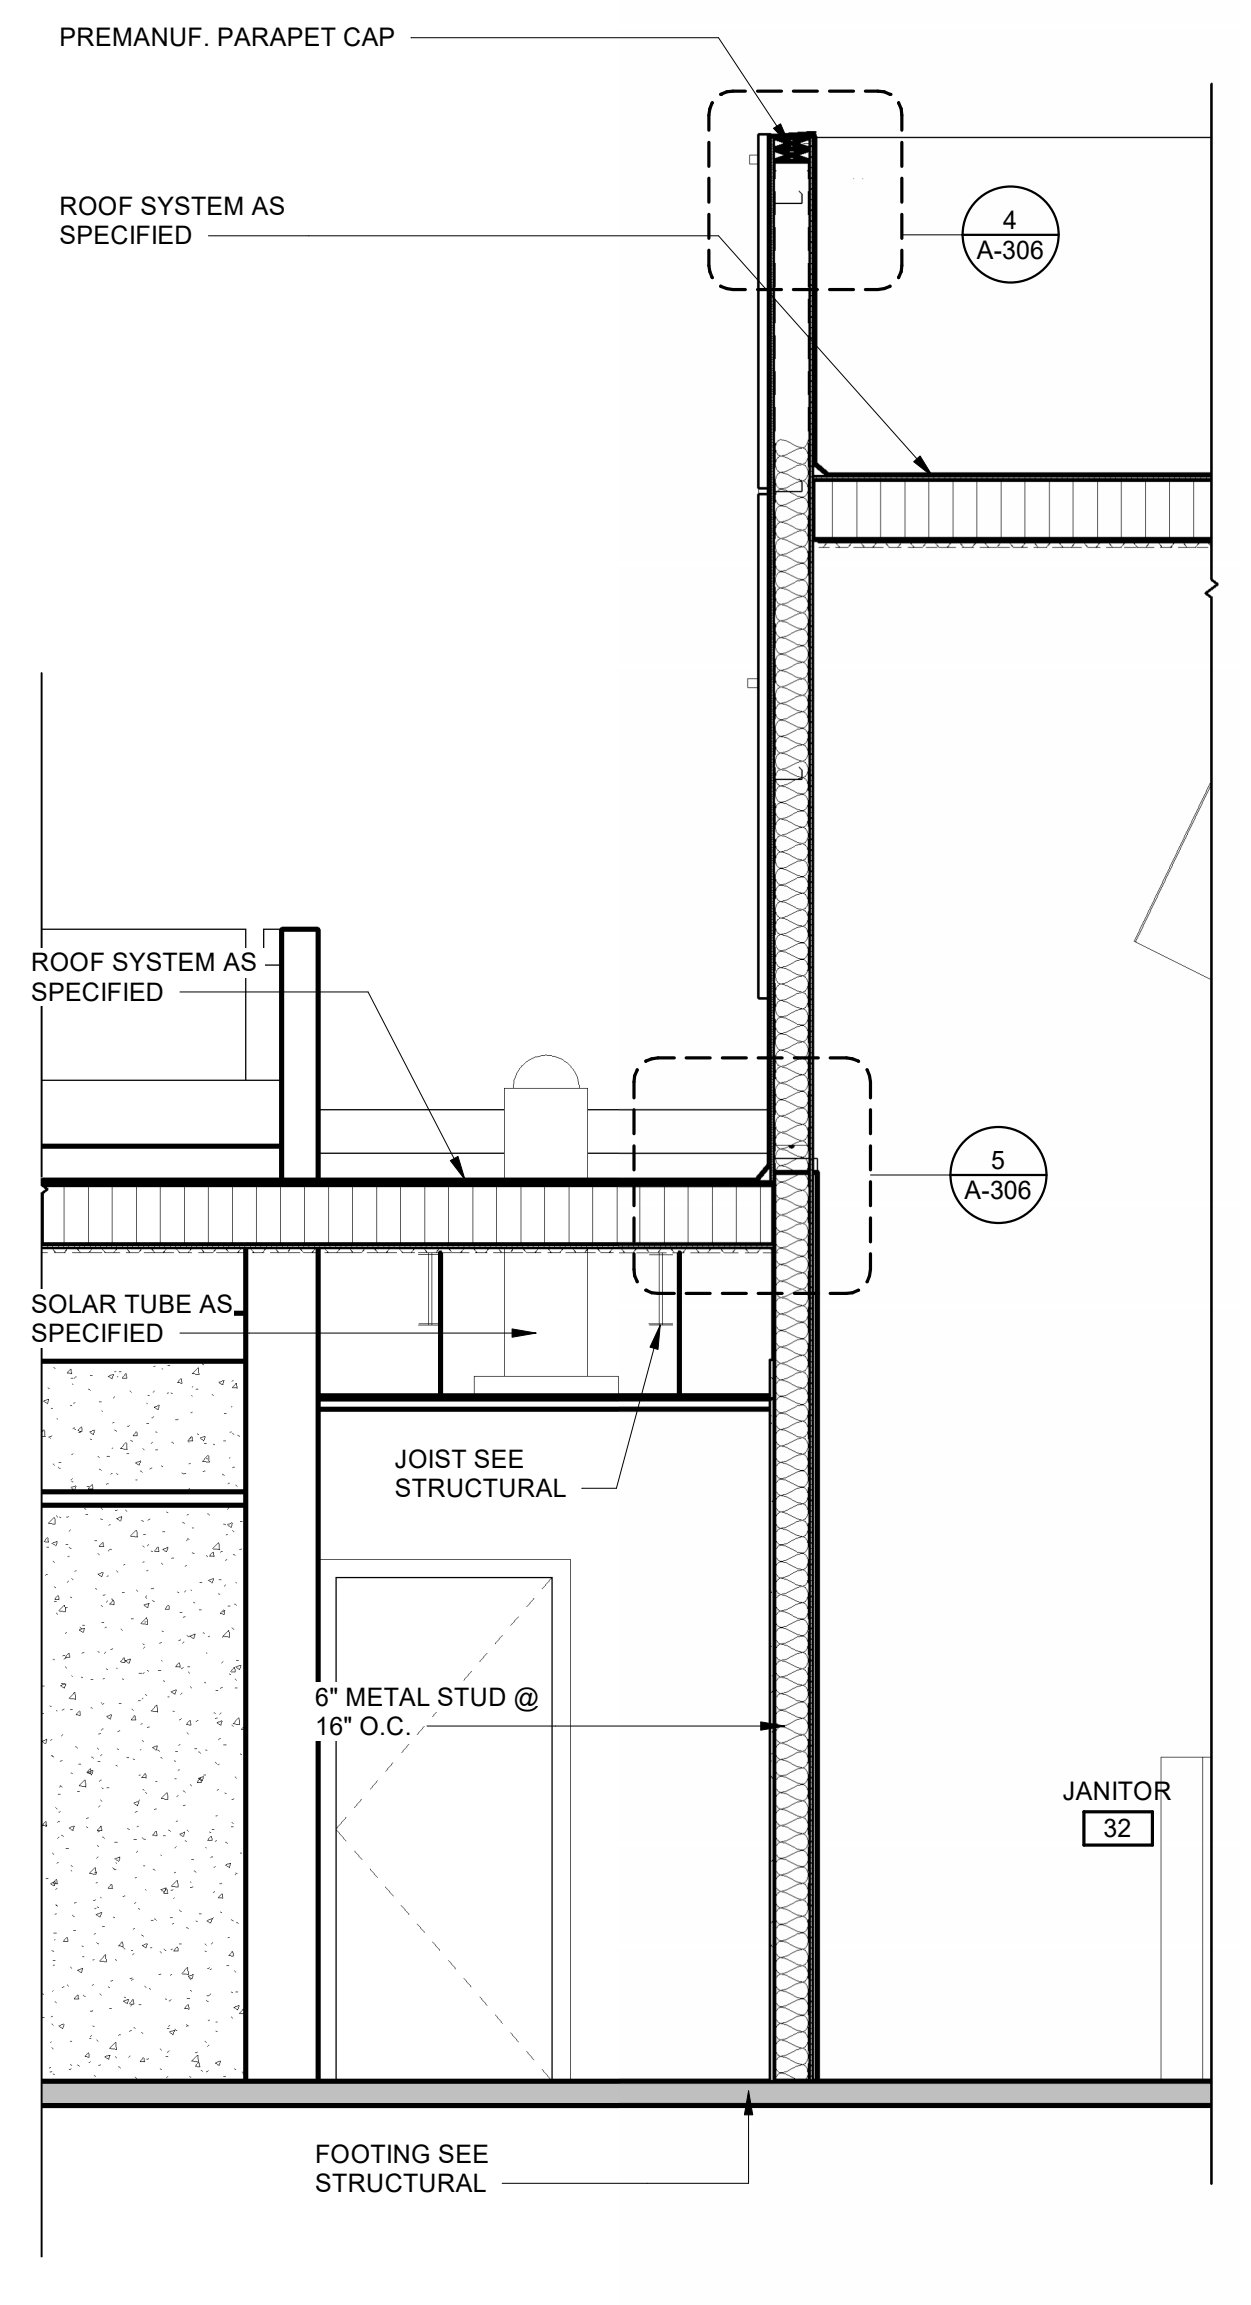 PREMANUF. PARAPET CAP
ROOF SYSTEM AS
SPECIFIED
4
A-306
ROOF SYSTEM AS
SPECIFIED
5
A-306
SOLAR TUBE AS
SPECIFIED
JOIST SEE
STRUCTURAL
6" METAL STUD @
16" O.C.
JANITOR
32
FOOTING SEE
STRUCTURAL